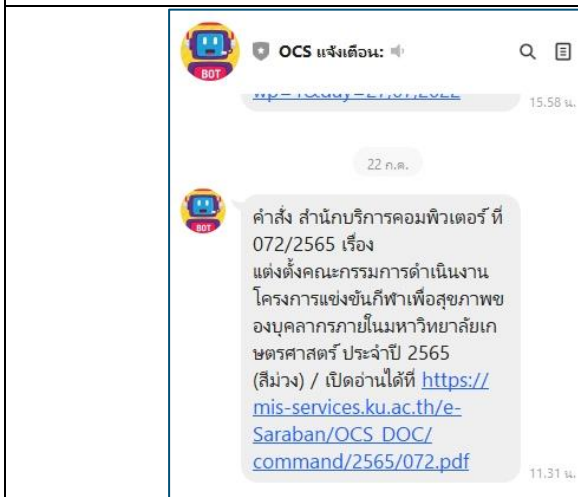 OCS แจ้งเตือน:
BOT
wp=1&day=27,07,2022
15.58 น.
22 ก.ค.
BOT
คำสั่ง สำนักบริการคอมพิวเตอร์ ที่
072/2565 เรื่อง
แต่งตั้งคณะกรรมการดำเนินงาน
โครงการแข่งขันกีฬาเพื่อสุขภาพข
องบุคลากรภายในมหาวิทยาลัยเก
ษตรศาสตร์ ประจำปี 2565
(สีม่วง) / เปิดอ่านได้ที่ https://
mis-services.ku.ac.th/e-
Saraban/OCS_DOC/
command/2565/072.pdf
11.31 น.